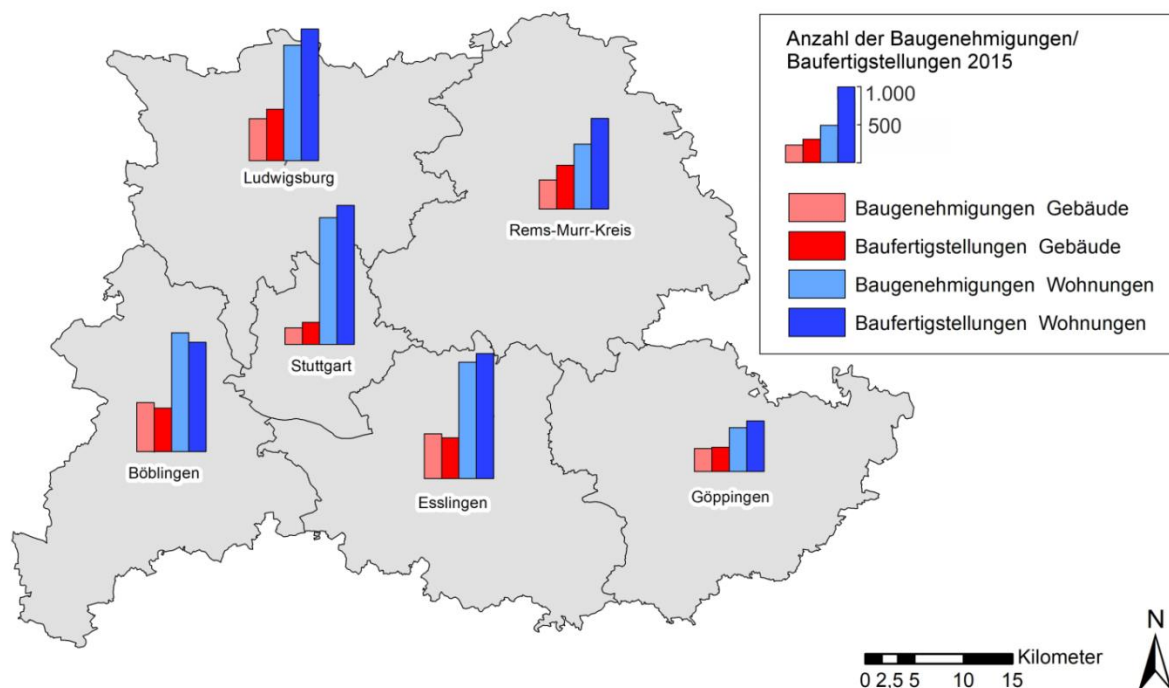 Anzahl der Baugenehmigungen/
Baufertigstellungen 2015
1.000
500
Baugenehmigungen Gebäude
Baufertigstellungen Gebäude
Baugenehmigungen Wohnungen
Baufertigstellungen Wohnungen
Ludwigsburg
Rems-Murr-Kreis
Stuttgart
Böblingen
Esslingen
Göppingen
N
Kilometer
0 2,5 5 10 15